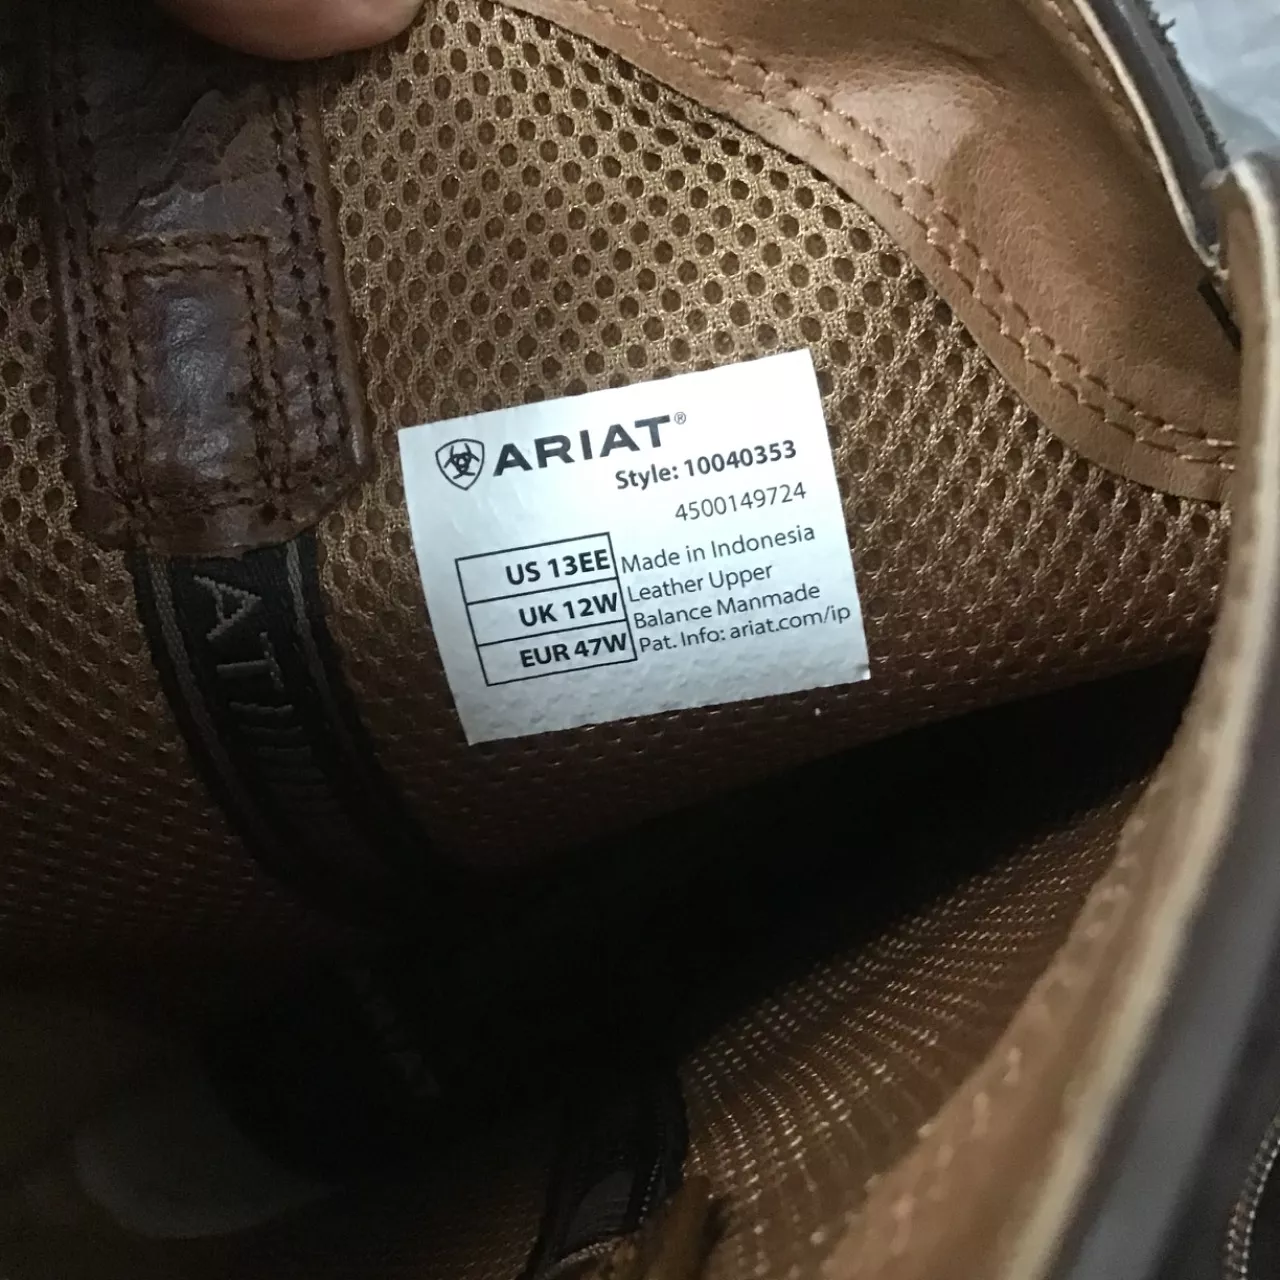 ARIAT®
Style: 10040353
4500149724
US 13EE
UK 12W
EUR 47W
Made in Indonesia
Leather Upper
Balance Manmade
Pat. Info: ariat.com/ip